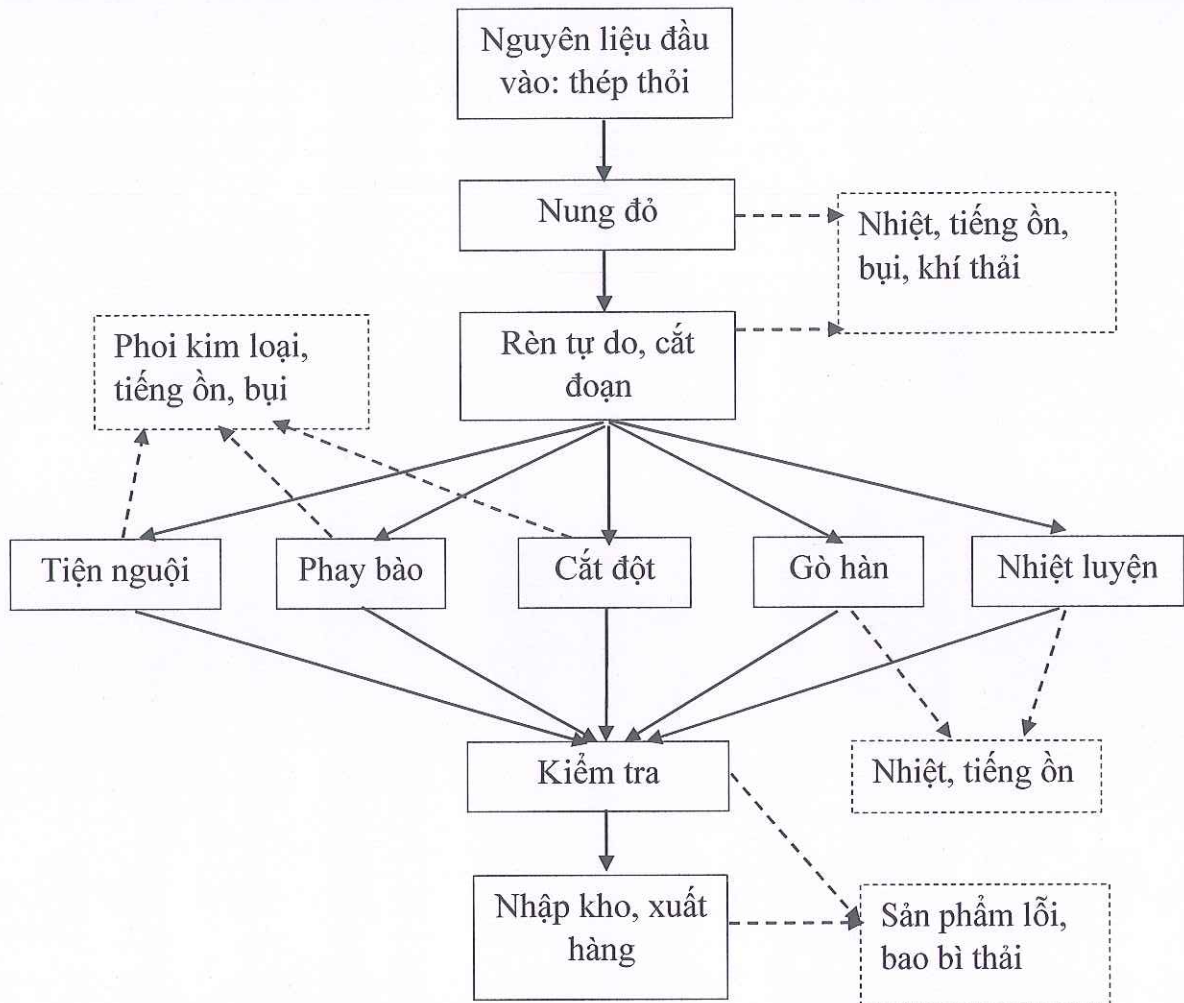 Nguyên liệu đầu
vào: thép thỏi
Nung đỏ
Nhiệt, tiếng ồn,
bụi, khí thải
Rèn tự do, cắt
đoạn
Phoi kim loại,
tiếng ồn, bụi
Tiện nguội
Phay bào
Cắt đột
Gò hàn
Nhiệt luyện
Kiểm tra
Nhiệt, tiếng ồn
Nhập kho, xuất
hàng
Sản phẩm lỗi,
bao bì thải